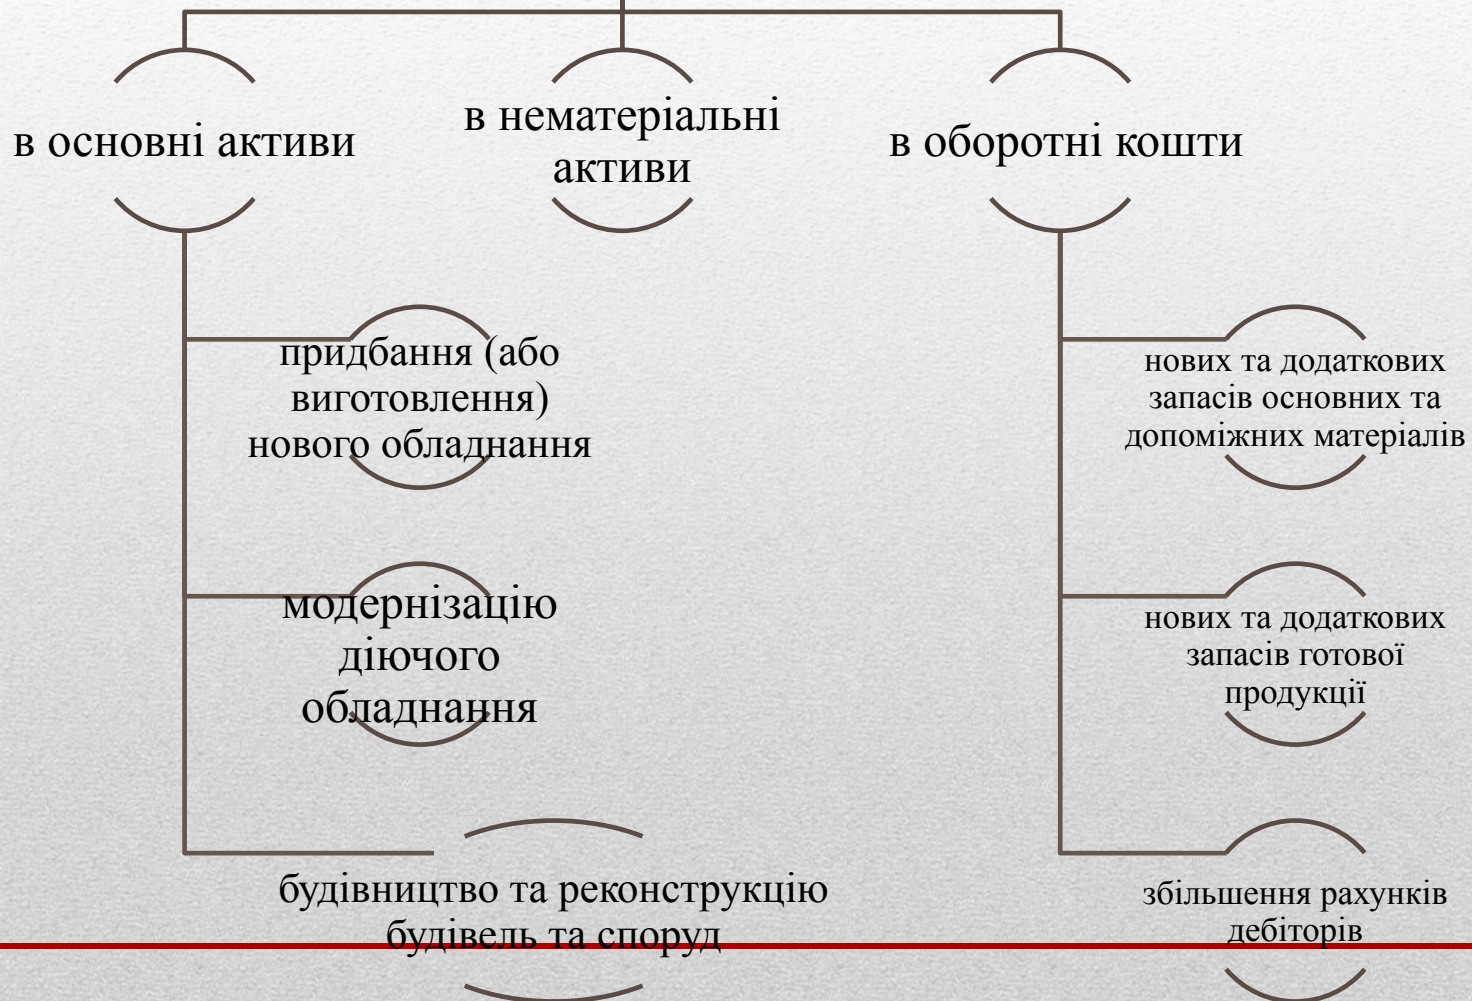 в основні активи
в нематеріальні
активи
в оборотні кошти
придбання (або
виготовлення)
нового обладнання
модернізацію
діючого
обладнання
будівництво та реконструкцію
будівель та споруд
нових та додаткових
запасів основних та
допоміжних матеріалів
нових та додаткових
запасів готової
продукції
збільшення рахунків
дебіторів